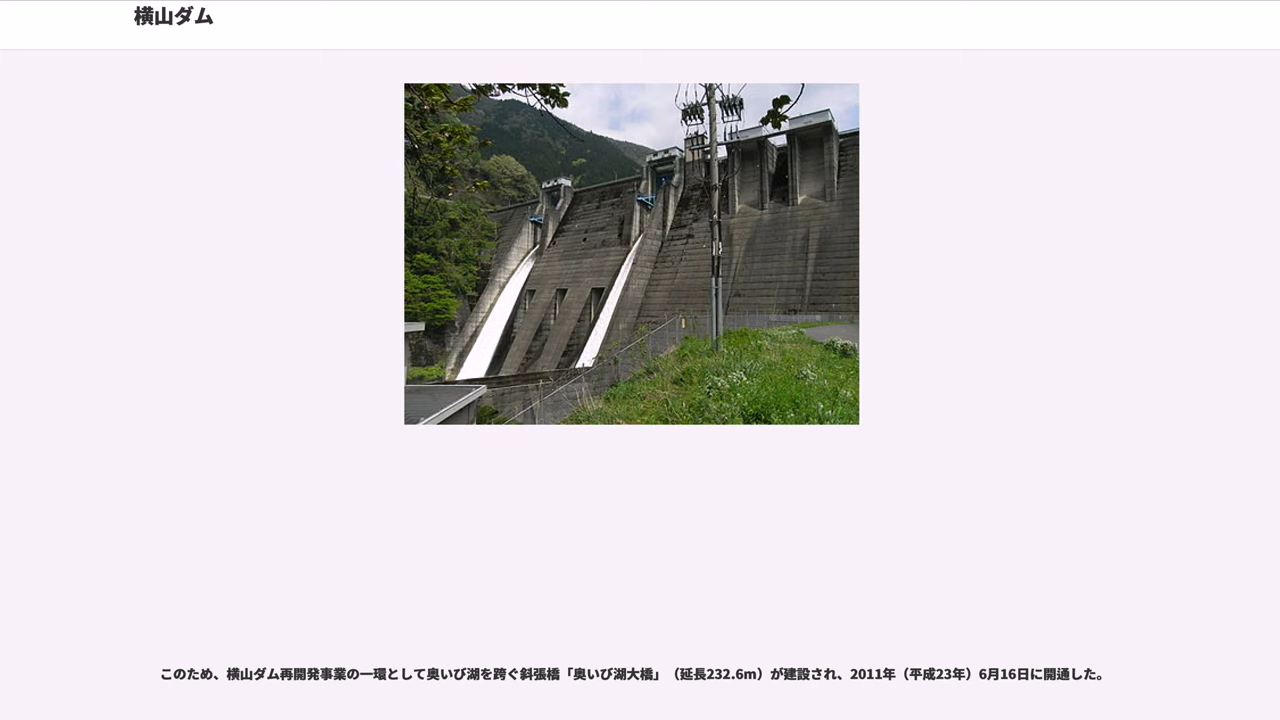 横山ダム
このため、横山ダム再開発事業の一環として奥いび湖を跨ぐ斜張橋「奥いび湖大橋」（延長232.6m）が建設され、2011年（平成23年）6月16日に開通した。